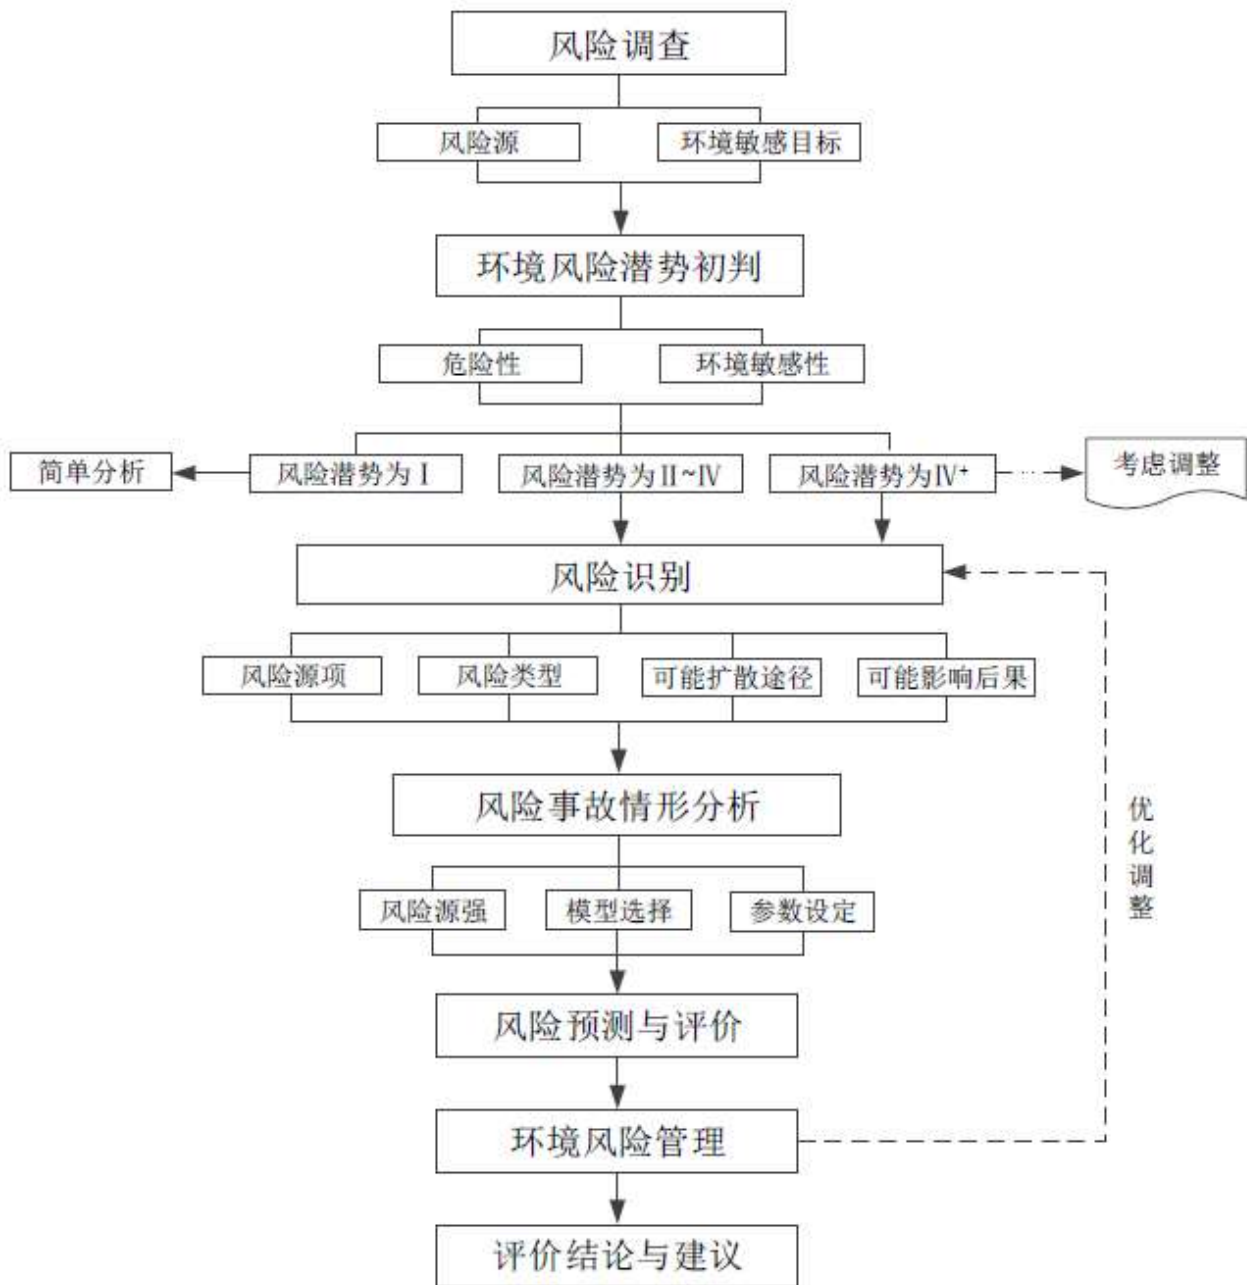 风险调查
风险源
环境敏感目标
环境风险潜势初判
危险性
环境敏感性
简单分析
风险潜势为Ⅰ
风险潜势为Ⅱ~Ⅳ
风险潜势为Ⅳ⁺
考虑调整
风险识别
风险源项
风险类型
可能扩散途径
可能影响后果
风险事故情形分析
优化调整
风险源强
模型选择
参数设定
风险预测与评价
环境风险管理
评价结论与建议